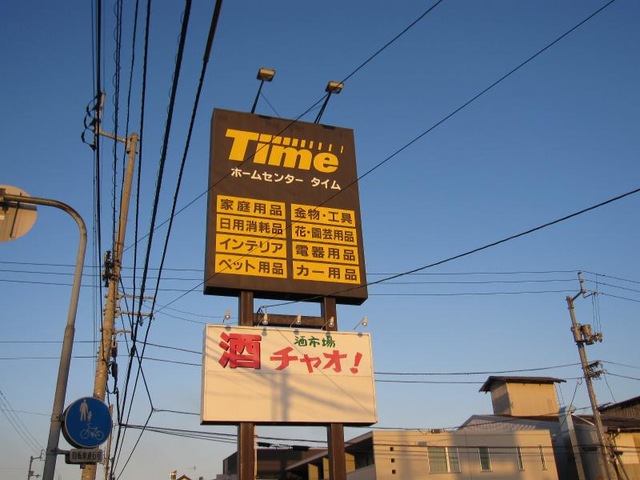 Time
ホームセンター タイム
家庭用品
金物・工具
日用消耗品
花・園芸用品
インテリア
電器用品
ペット用品
カー用品
酒 酒市場
チャオ!